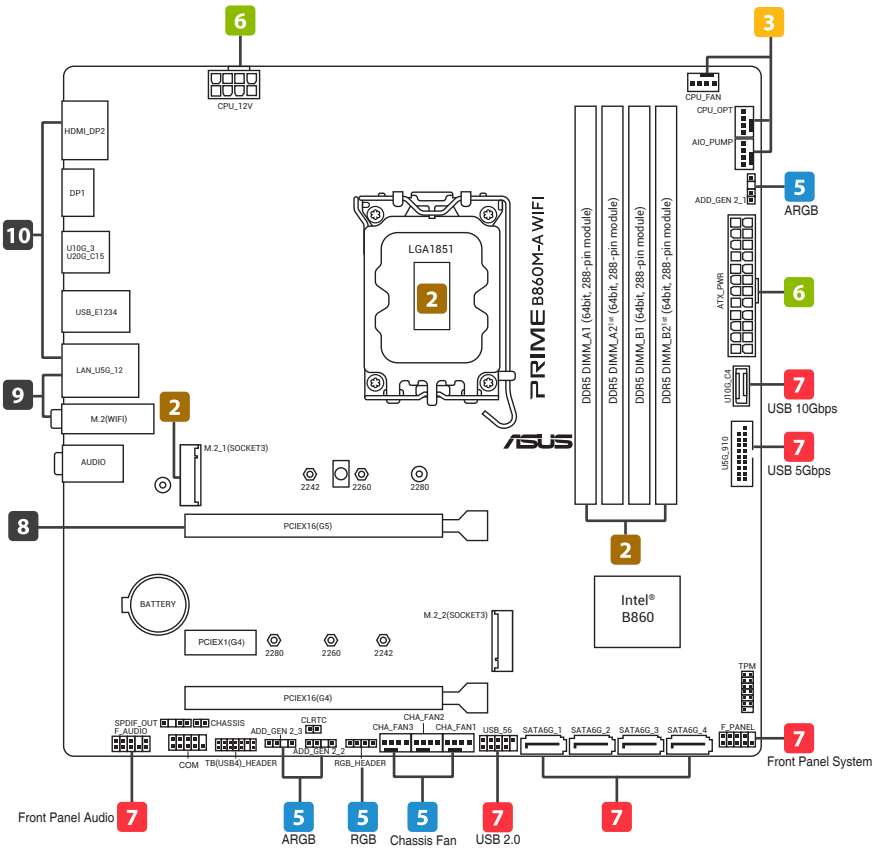 6
3
CPU_12V
CPU_FAN
CPU_OPT
AIO_PUMP
ADD_GEN 2_1
5
ARGB
HDMI_DP2
DP1
10
U10G_3
U20G_C15
USB_E1234
LAN_U5G_12
9
M.2(WIFI)
AUDIO
2
LGA1851
2
PRIME B860M-A WIFI
ASUS
DDR5 DIMM_A1 (64bit, 288-pin module)
DDR5 DIMM_A2¹ˢᵗ (64bit, 288-pin module)
DDR5 DIMM_B1 (64bit, 288-pin module)
DDR5 DIMM_B2¹ˢᵗ (64bit, 288-pin module)
ATX_PWR
6
U10G_C4
7
USB 10Gbps
U5G_910
7
USB 5Gbps
M.2_1(SOCKET3)
2242
2260
2280
8
PCIEX16(G5)
2
BATTERY
Intel®
B860
M.2_2(SOCKET3)
PCIEX1(G4)
2280
2260
2242
TPM
PCIEX16(G4)
SPDIF_OUT
CHASSIS
F_AUDIO
COM
TB(USB4)_HEADER
ADD_GEN 2_3
CLRTC
ADD_GEN 2_2
RGB_HEADER
CHA_FAN3
CHA_FAN2
CHA_FAN1
USB_56
SATA6G_1
SATA6G_2
SATA6G_3
SATA6G_4
F_PANEL
7
Front Panel System
Front Panel Audio 7
5
ARGB
5
RGB
5
Chassis Fan
7
USB 2.0
7